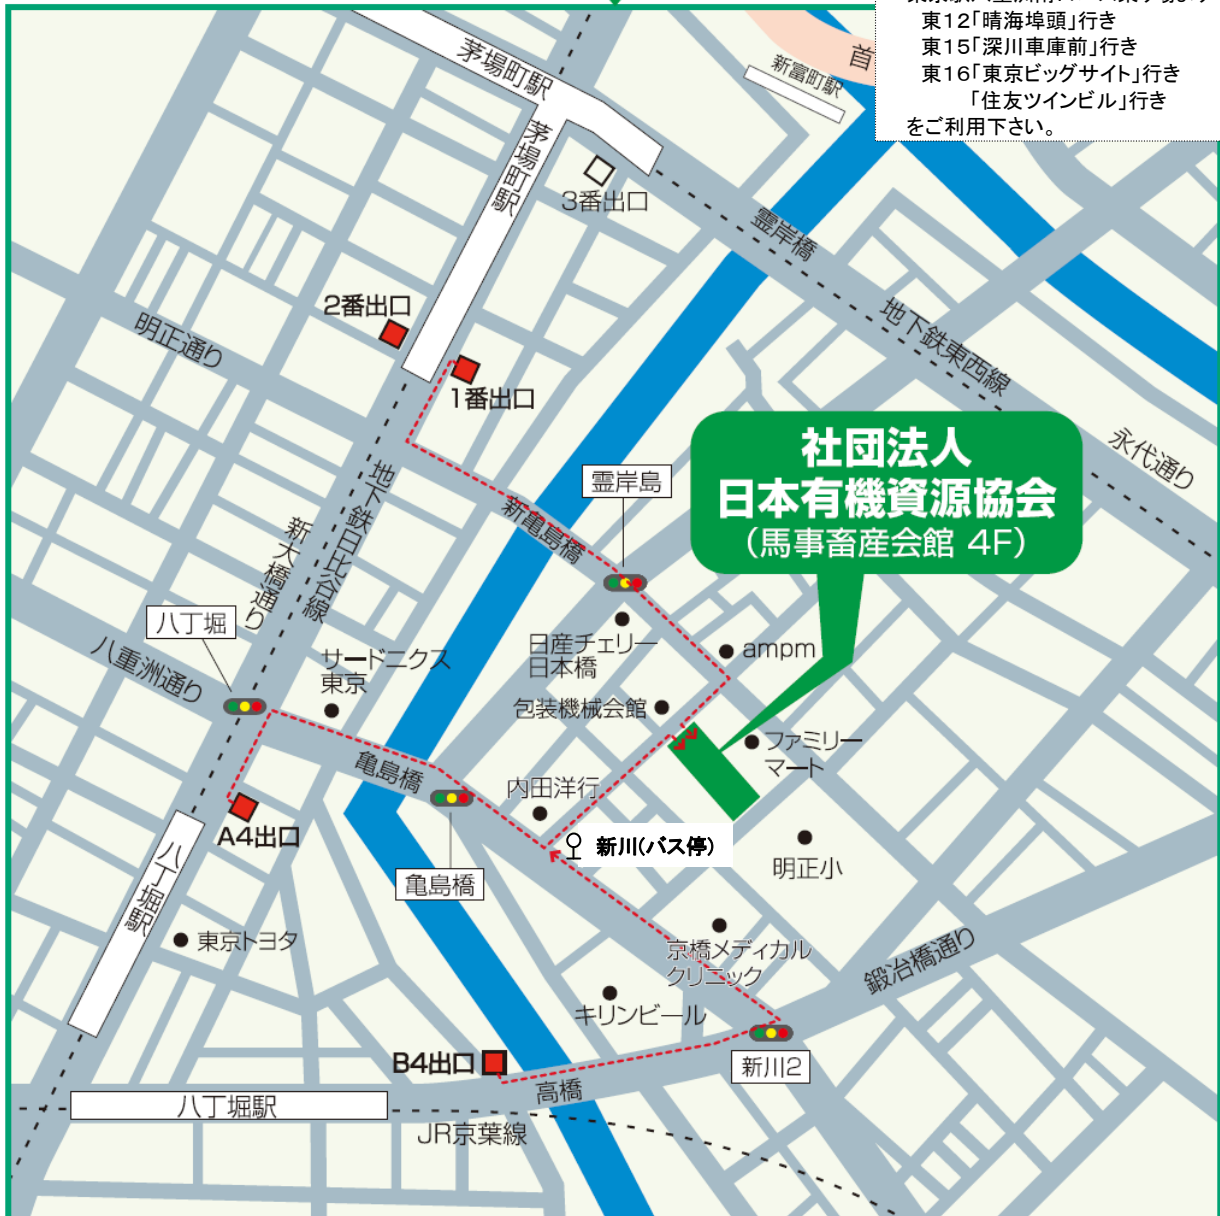 東12「晴海埠頭」行き
東15「深川車庫前」行き
東16「東京ビッグサイト」行き
「住友ツインビル」行き
をご利用下さい。
首
新富町駅
茅場町駅
茅場町駅
3番出口
霊岸橋
2番出口
明正通り
1番出口
地下鉄東西線
永代通り
社団法人
日本有機資源協会
(馬事畜産会館 4F)
霊岸島
新亀島橋
地下鉄日比谷線
新大橋通り
八丁堀
八重洲通り
サードニクス
東京
日産チェリー
日本橋
ampm
包装機械会館
ファミリー
マート
亀島橋
内田洋行
新川(バス停)
A4出口
明正小
亀島橋
八丁堀駅
東京トヨタ
京橋メディカル
クリニック
鍛冶橋通り
キリンビール
新川2
B4出口
高橋
八丁堀駅
JR京葉線